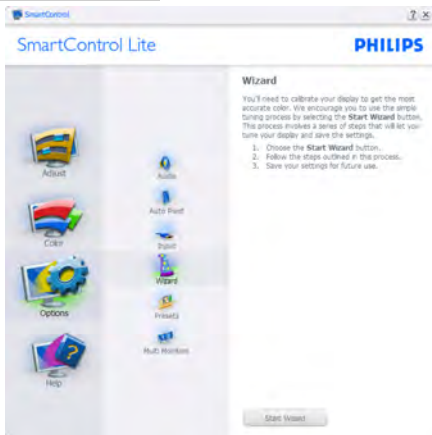 SmartControl
? ×
SmartControl Lite
PHILIPS
Wizard
You'll need to calibrate your display to get the most
accurate color. We encourage you to use the simple
tuning process by selecting the Start Wizard button.
This process involves a series of steps that will let you
tune your display and save the settings.
1. Choose the Start Wizard button.
2. Follow the steps outlined in this process.
3. Save your settings for future use.
Adjust
Color
Options
Help
Audio
Auto Pivot
Input
Wizard
Presets
Multi Monitors
Start Wizard